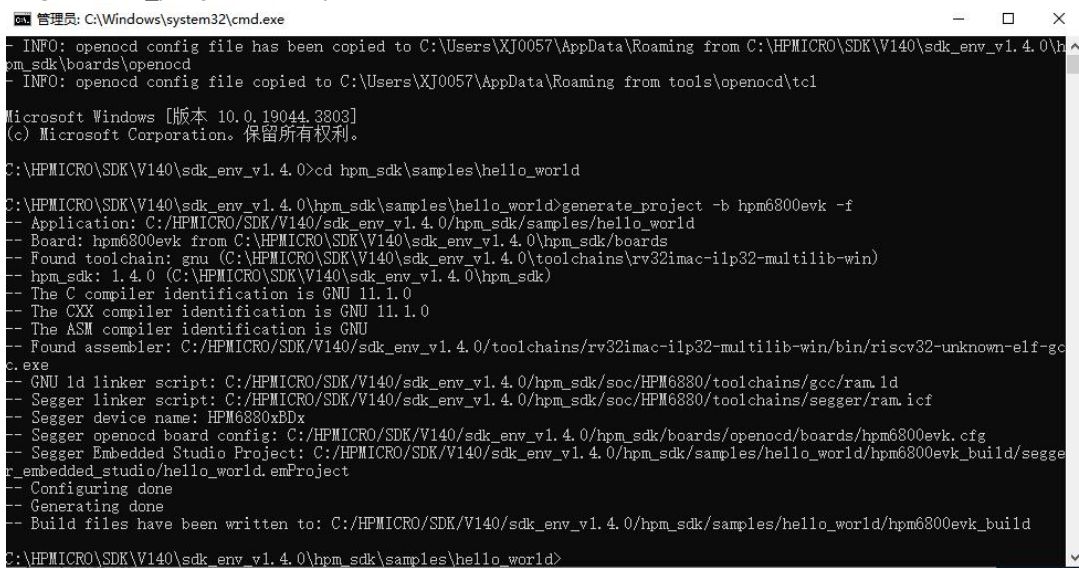 管理员: C:\Windows\system32\cmd.exe
- INFO: openocd config file has been copied to C:\Users\XJ0057\AppData\Roaming from C:\HPMICRO\SDK\V140\sdk_env_v1.4.0\h
pm_sdk\boards\openocd
- INFO: openocd config file copied to C:\Users\XJ0057\AppData\Roaming from tools\openocd\tcl
Microsoft Windows [版本 10.0.19044.3803]
(c) Microsoft Corporation。保留所有权利。
C:\HPMICRO\SDK\V140\sdk_env_v1.4.0>cd hpm_sdk\samples\hello_world
C:\HPMICRO\SDK\V140\sdk_env_v1.4.0\hpm_sdk\samples\hello_world>generate_project -b hpm6800evk -f
-- Application: C:/HPMICRO/SDK/V140/sdk_env_v1.4.0/hpm_sdk/samples/hello_world
-- Board: hpm6800evk from C:\HPMICRO\SDK\V140\sdk_env_v1.4.0\hpm_sdk/boards
-- Found toolchain: gnu (C:\HPMICRO\SDK\V140\sdk_env_v1.4.0\toolchains\rv32imac-ilp32-multilib-win)
-- hpm_sdk: 1.4.0 (C:\HPMICRO\SDK\V140\sdk_env_v1.4.0\hpm_sdk)
-- The C compiler identification is GNU 11.1.0
-- The CXX compiler identification is GNU 11.1.0
-- The ASM compiler identification is GNU
-- Found assembler: C:/HPMICRO/SDK/V140/sdk_env_v1.4.0/toolchains/rv32imac-ilp32-multilib-win/bin/riscv32-unknown-elf-gc
c.exe
-- GNU ld linker script: C:/HPMICRO/SDK/V140/sdk_env_v1.4.0/hpm_sdk/soc/HPM6880/toolchains/gcc/ram.ld
-- Segger linker script: C:/HPMICRO/SDK/V140/sdk_env_v1.4.0/hpm_sdk/soc/HPM6880/toolchains/segger/ram.icf
-- Segger device name: HPM6880xBDx
-- Segger openocd board config: C:/HPMICRO/SDK/V140/sdk_env_v1.4.0/hpm_sdk/boards/openocd/boards/hpm6800evk.cfg
-- Segger Embedded Studio Project: C:/HPMICRO/SDK/V140/sdk_env_v1.4.0/hpm_sdk/samples/hello_world/hpm6800evk_build/segge
r_embedded_studio/hello_world.emProject
-- Configuring done
-- Generating done
-- Build files have been written to: C:/HPMICRO/SDK/V140/sdk_env_v1.4.0/hpm_sdk/samples/hello_world/hpm6800evk_build
C:\HPMICRO\SDK\V140\sdk_env_v1.4.0\hpm_sdk\samples\hello_world>